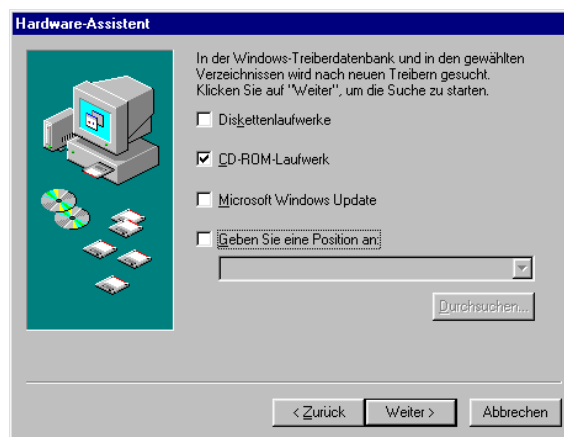 Hardware-Assistent
In der Windows-Treiberdatenbank und in den gewählten
Verzeichnissen wird nach neuen Treibern gesucht.
Klicken Sie auf "Weiter", um die Suche zu starten.
Diskettenlaufwerke
CD-ROM-Laufwerk
Microsoft Windows Update
Geben Sie eine Position an:
Durchsuchen...
< Zurück Weiter > Abbrechen